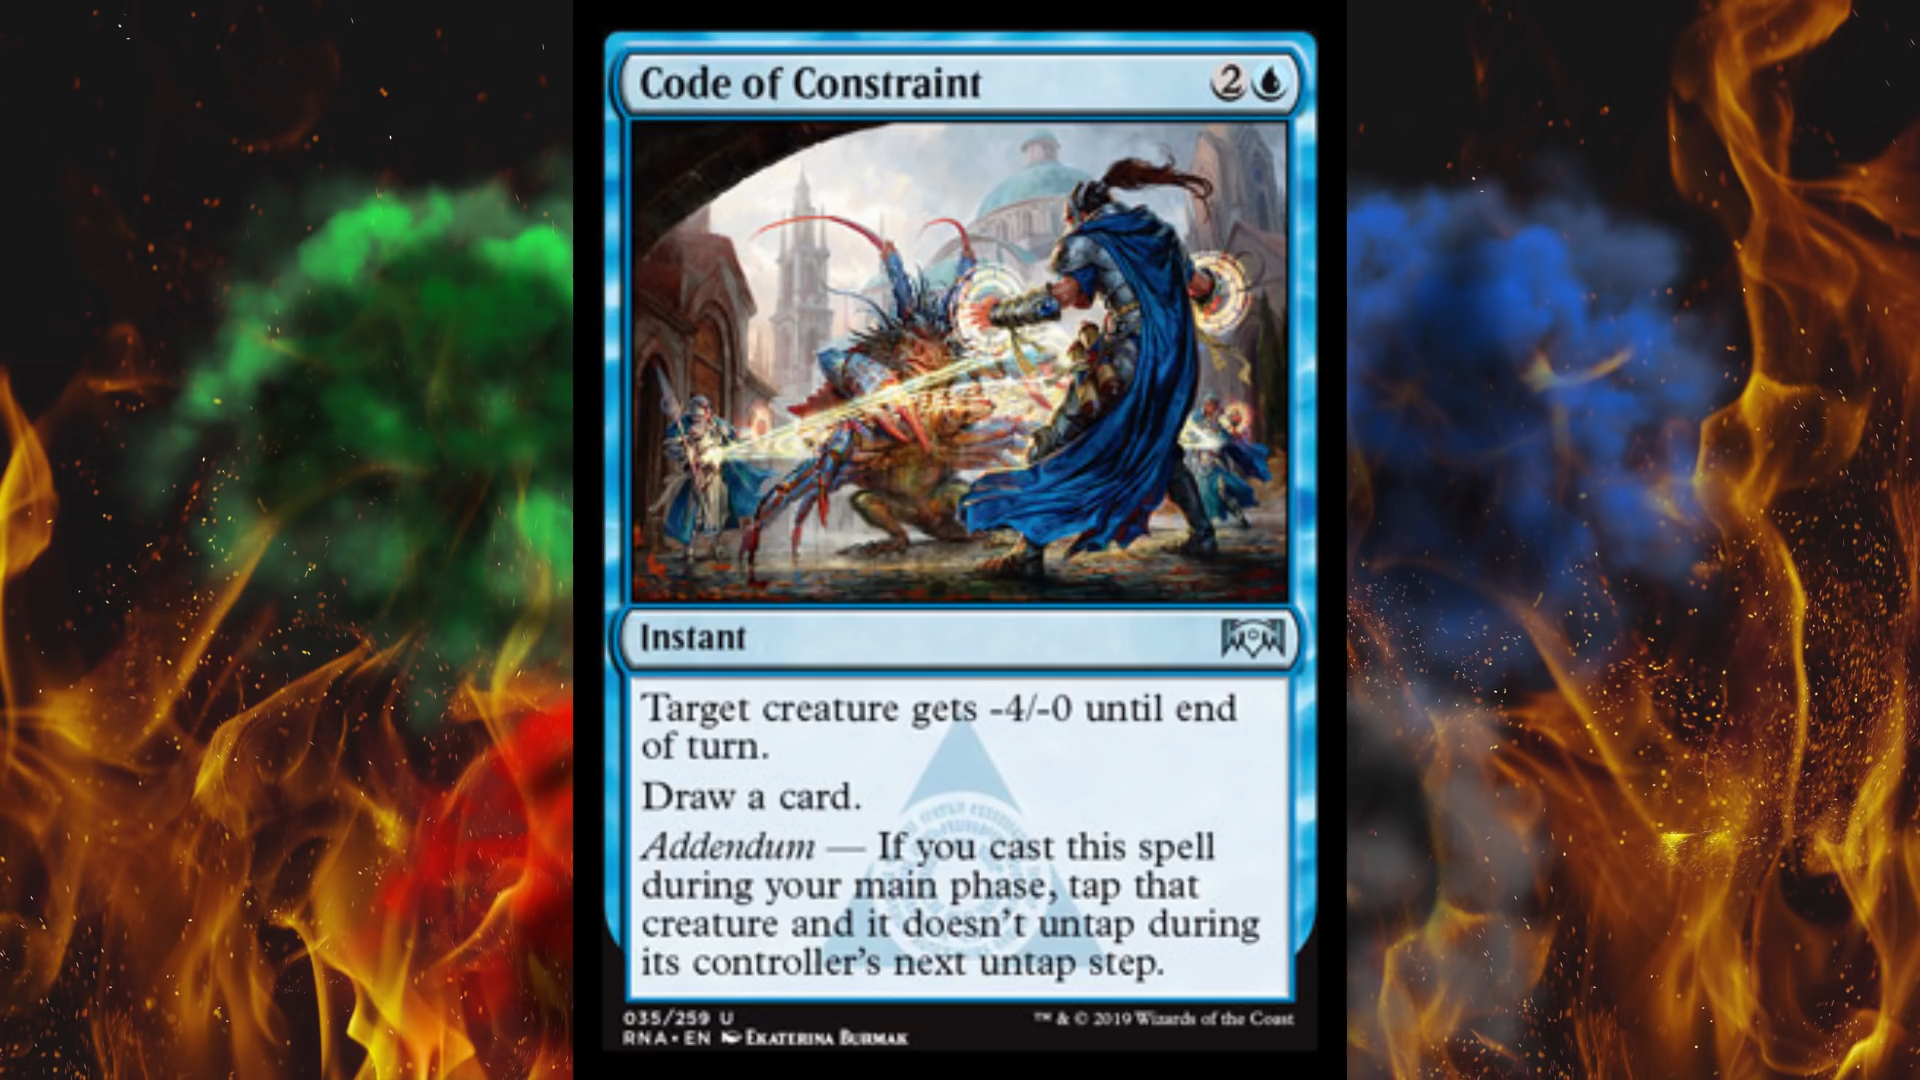 Code of Constraint 2
Instant
Target creature gets -4/-0 until end
of turn.
Draw a card.
Addendum — If you cast this spell
during your main phase, tap that
creature and it doesn't untap during
its controller's next untap step.
035/259 U
™ & © 2019 Wizards of the Coast
RNA • EN Ekaterina Burmak